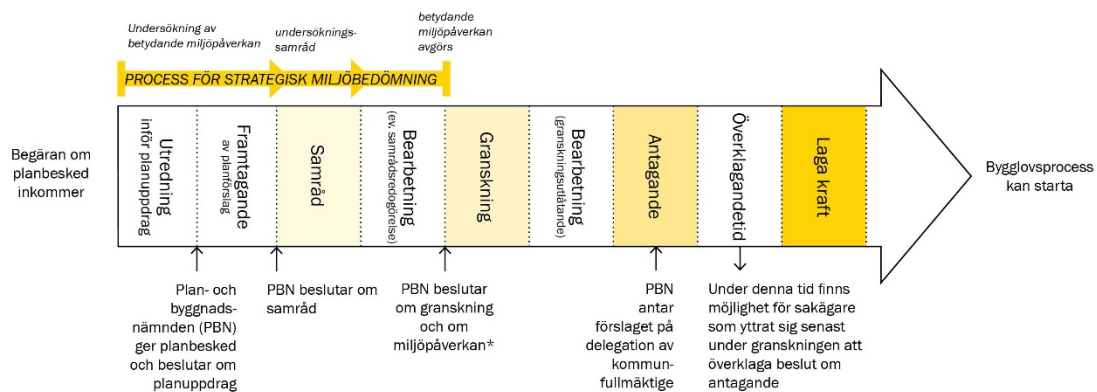 Undersökning av
betydande miljöpåverkan
undersöknings-
samråd
betydande
miljöpåverkan
avgörs
PROCESS FÖR STRATEGISK MILJÖBEDÖMNING
Begäran om
planbesked
inkommer
Utredning
inför planuppdrag
Framtagande
av planförslag
Samråd
Bearbetning
(ev. samrådsredogörelse)
Granskning
Bearbetning
(granskningsutlåtande)
Antagande
Överklagandetid
Laga kraft
Bygglovsprocess
kan starta
Plan- och
byggnads-
nämnden (PBN)
ger planbesked
och beslutar om
planuppdrag
PBN beslutar om
samråd
PBN beslutar
om granskning
och om
miljöpåverkan*
PBN
antar
förslaget på
delegation av
kommun-
fullmäktige
Under denna tid finns
möjlighet för sakägare
som yttrat sig senast
under granskningen att
överklaga beslut om
antagande